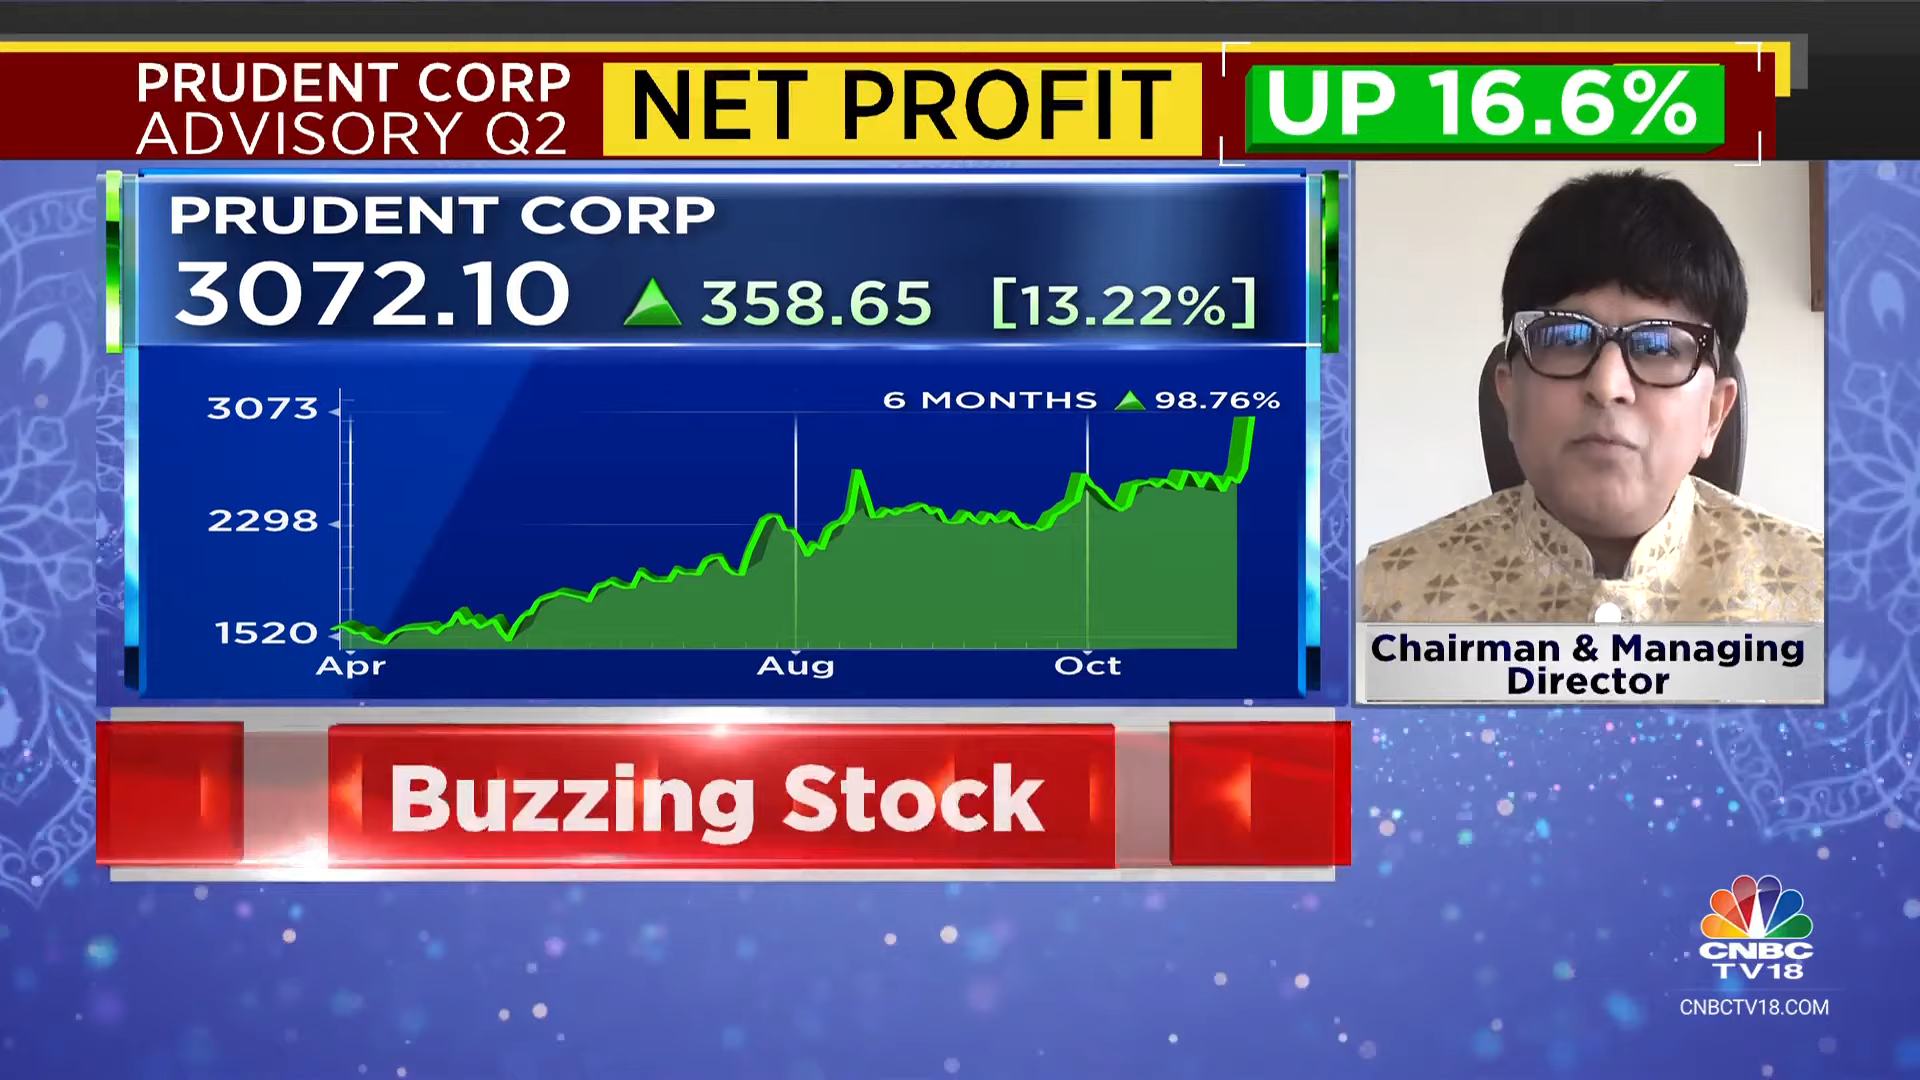 PRUDENT CORP
ADVISORY Q2
NET PROFIT
UP 16.6%
PRUDENT CORP
3072.10 ▲ 358.65 [13.22%]
6 MONTHS ▲ 98.76%
3073
2298
1520
Apr Aug Oct
Chairman & Managing
Director
Buzzing Stock
CNBC
TV18
CNBCTV18.COM